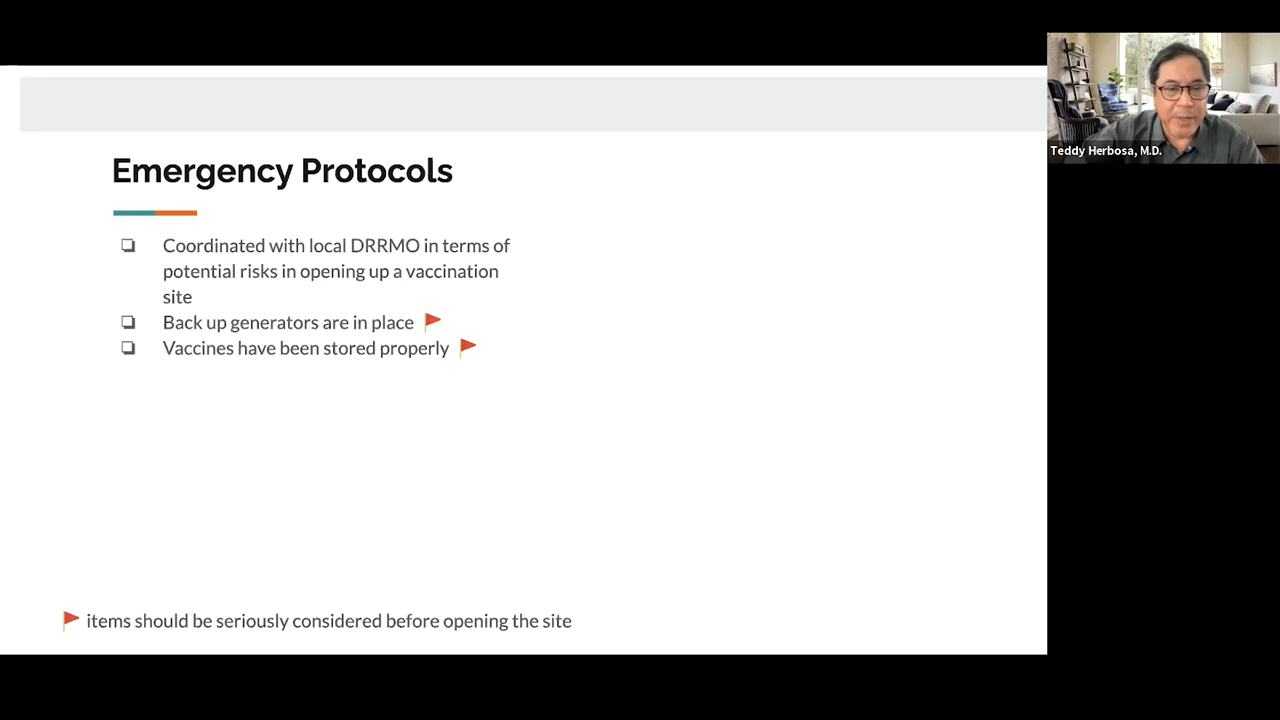 Emergency Protocols
Coordinated with local DRRMO in terms of
potential risks in opening up a vaccination
site
Back up generators are in place
Vaccines have been stored properly
items should be seriously considered before opening the site
Teddy Herbosa, M.D.